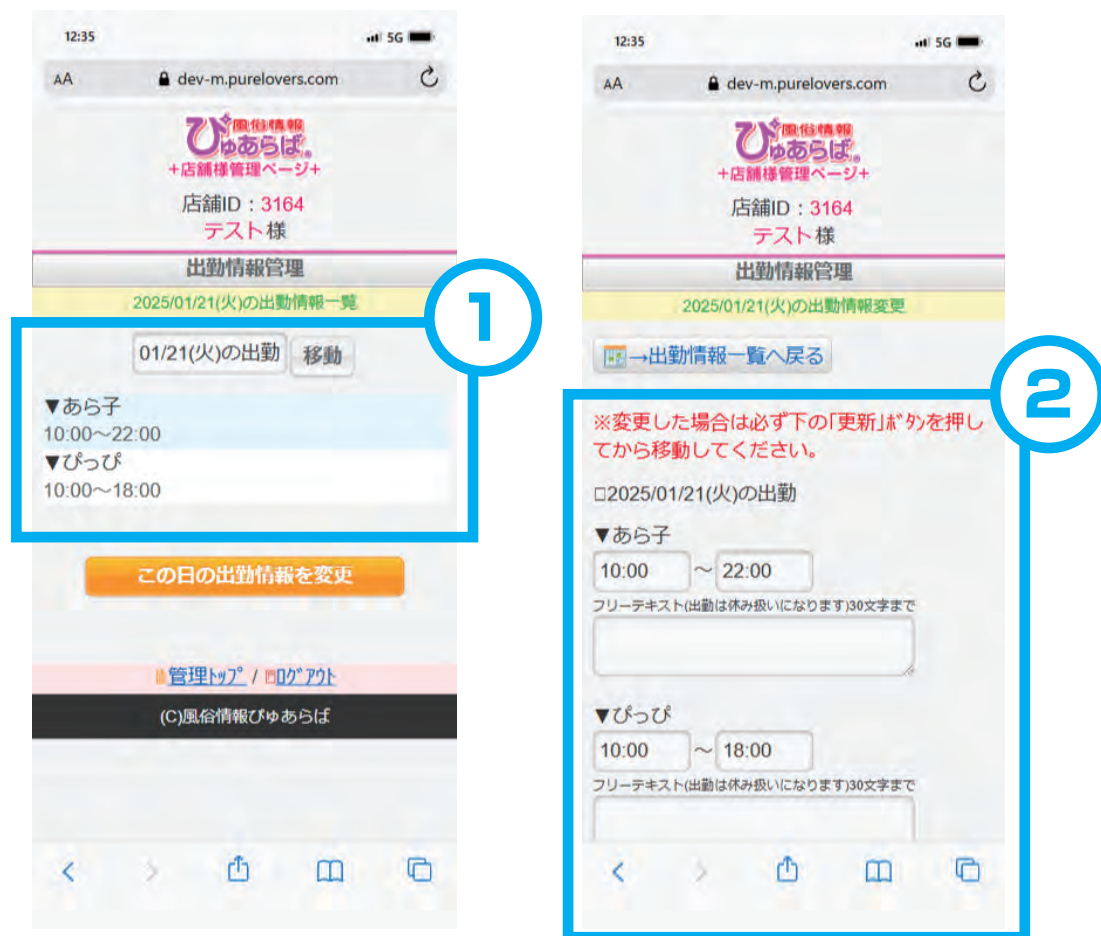 12:35
5G
AA
dev-m.purelovers.com
風俗情報
ぴゅあらば®
+店舗様管理ページ+
店舗ID：3164
テスト様
出勤情報管理
2025/01/21(火)の出勤情報一覧
1
01/21(火)の出勤
移動
▼あら子
10:00～22:00
▼ぴっぴ
10:00～18:00
この日の出勤情報を変更
管理ﾄｯﾌﾟ / ﾛｸﾞｱｳﾄ
(C)風俗情報ぴゅあらば
12:35
5G
AA
dev-m.purelovers.com
風俗情報
ぴゅあらば®
+店舗様管理ページ+
店舗ID：3164
テスト様
出勤情報管理
2025/01/21(火)の出勤情報変更
→出勤情報一覧へ戻る
2
※変更した場合は必ず下の｢更新｣ﾎﾞﾀﾝを押し
てから移動してください。
□2025/01/21(火)の出勤
▼あら子
10:00 ～ 22:00
フリーテキスト(出勤は休み扱いになります)30文字まで
▼ぴっぴ
10:00 ～ 18:00
フリーテキスト(出勤は休み扱いになります)30文字まで